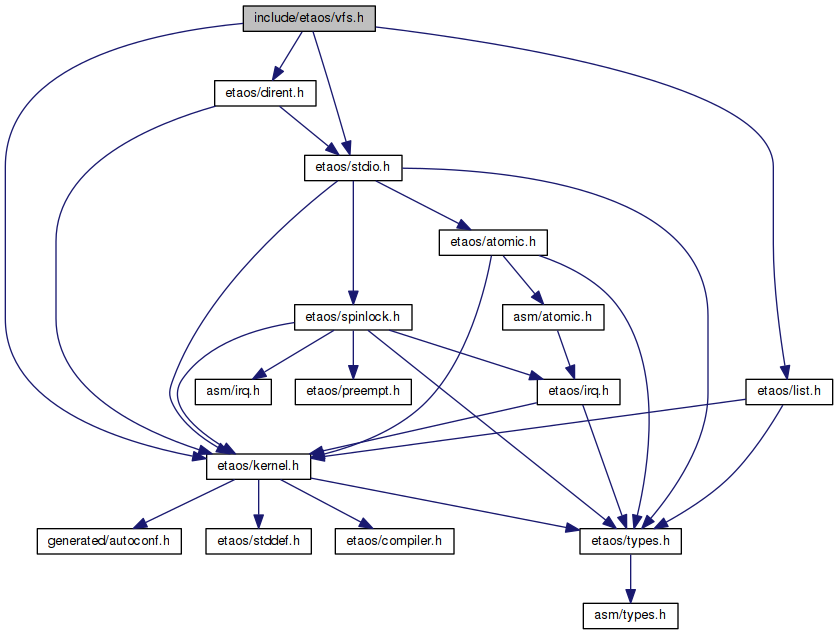 include/etaos/vfs.h
etaos/dirent.h
etaos/stdio.h
etaos/atomic.h
etaos/spinlock.h
asm/atomic.h
asm/irq.h
etaos/preempt.h
etaos/irq.h
etaos/list.h
etaos/kernel.h
generated/autoconf.h
etaos/stddef.h
etaos/compiler.h
etaos/types.h
asm/types.h